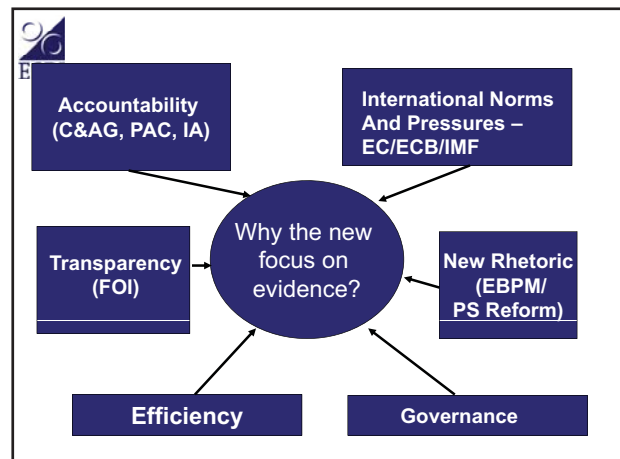 Accountability
(C&AG, PAC, IA)
International Norms
And Pressures –
EC/ECB/IMF
Why the new
focus on
evidence?
Transparency
(FOI)
New Rhetoric
(EBPM/
PS Reform)
Efficiency
Governance